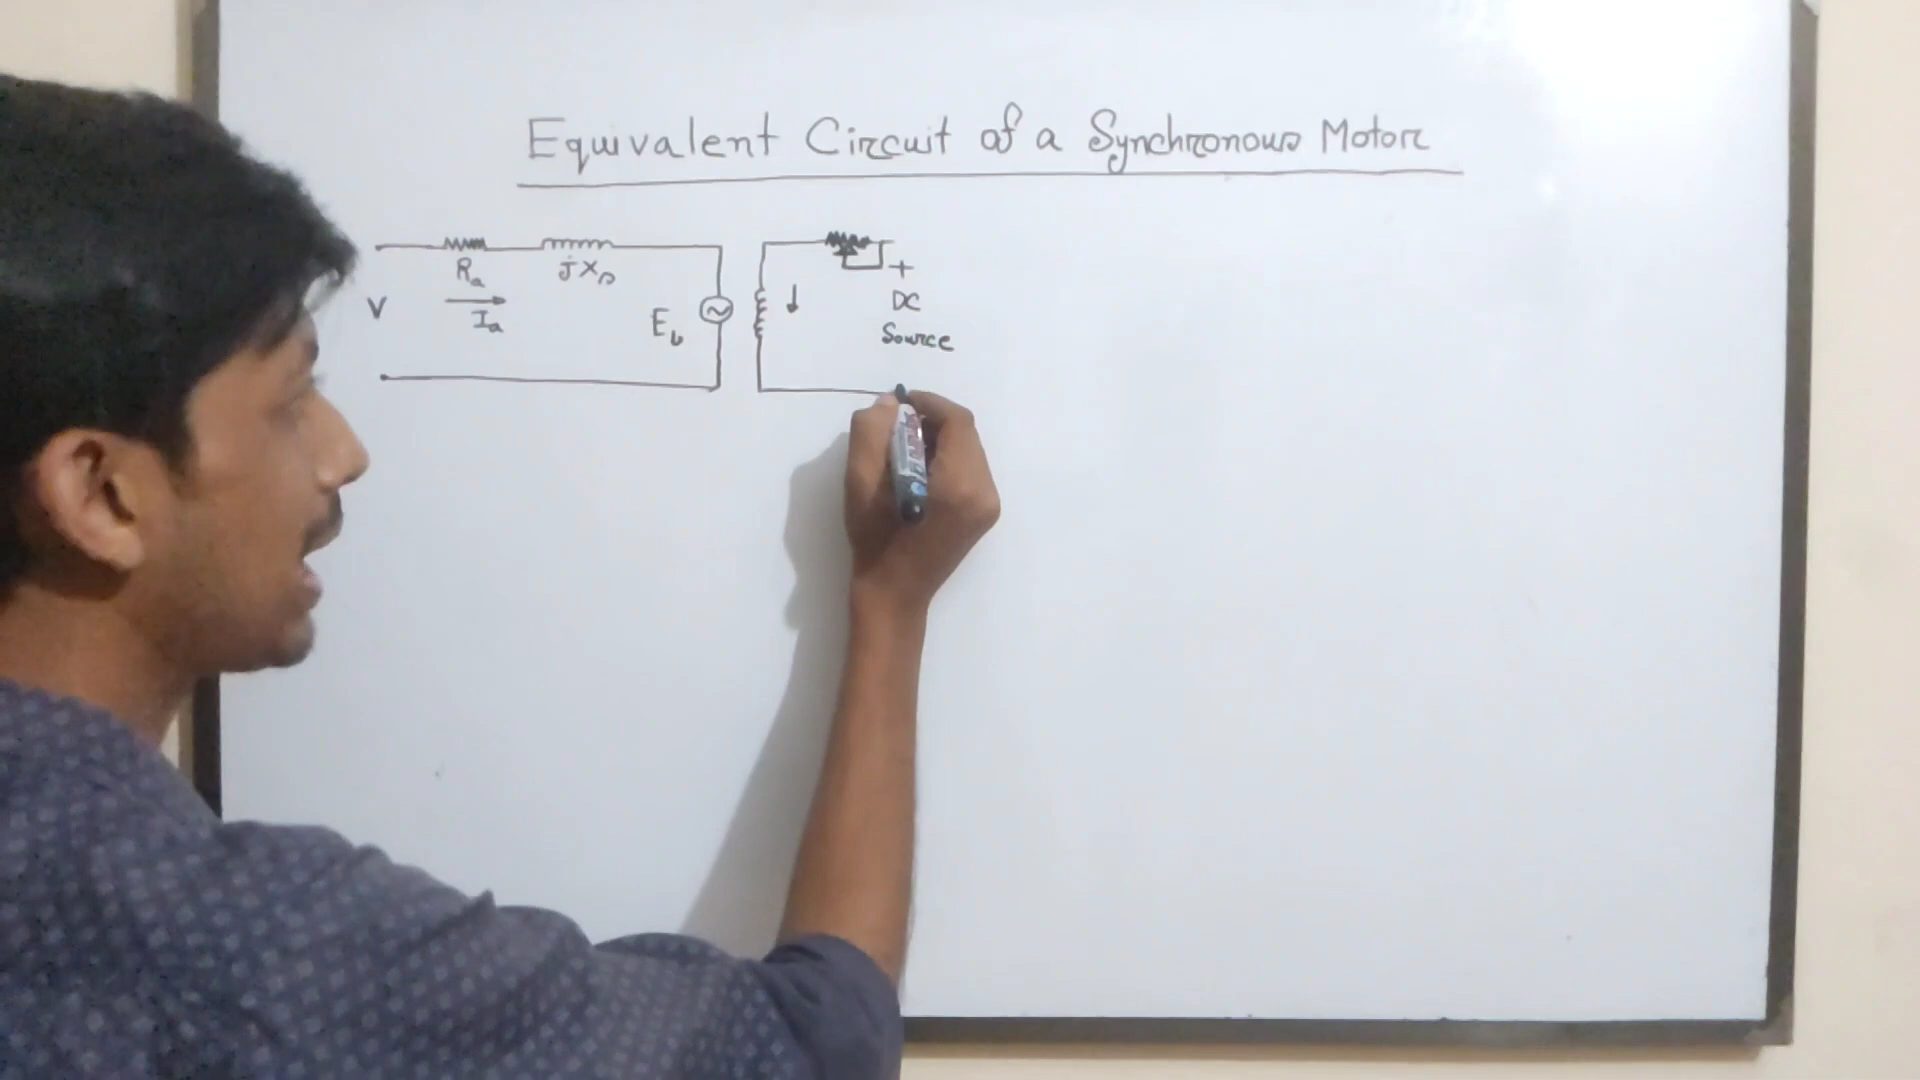 Equivalent Circuit of a Synchronous Motor
Ra
jXs
V
Ia
Eb
+
DC
Source